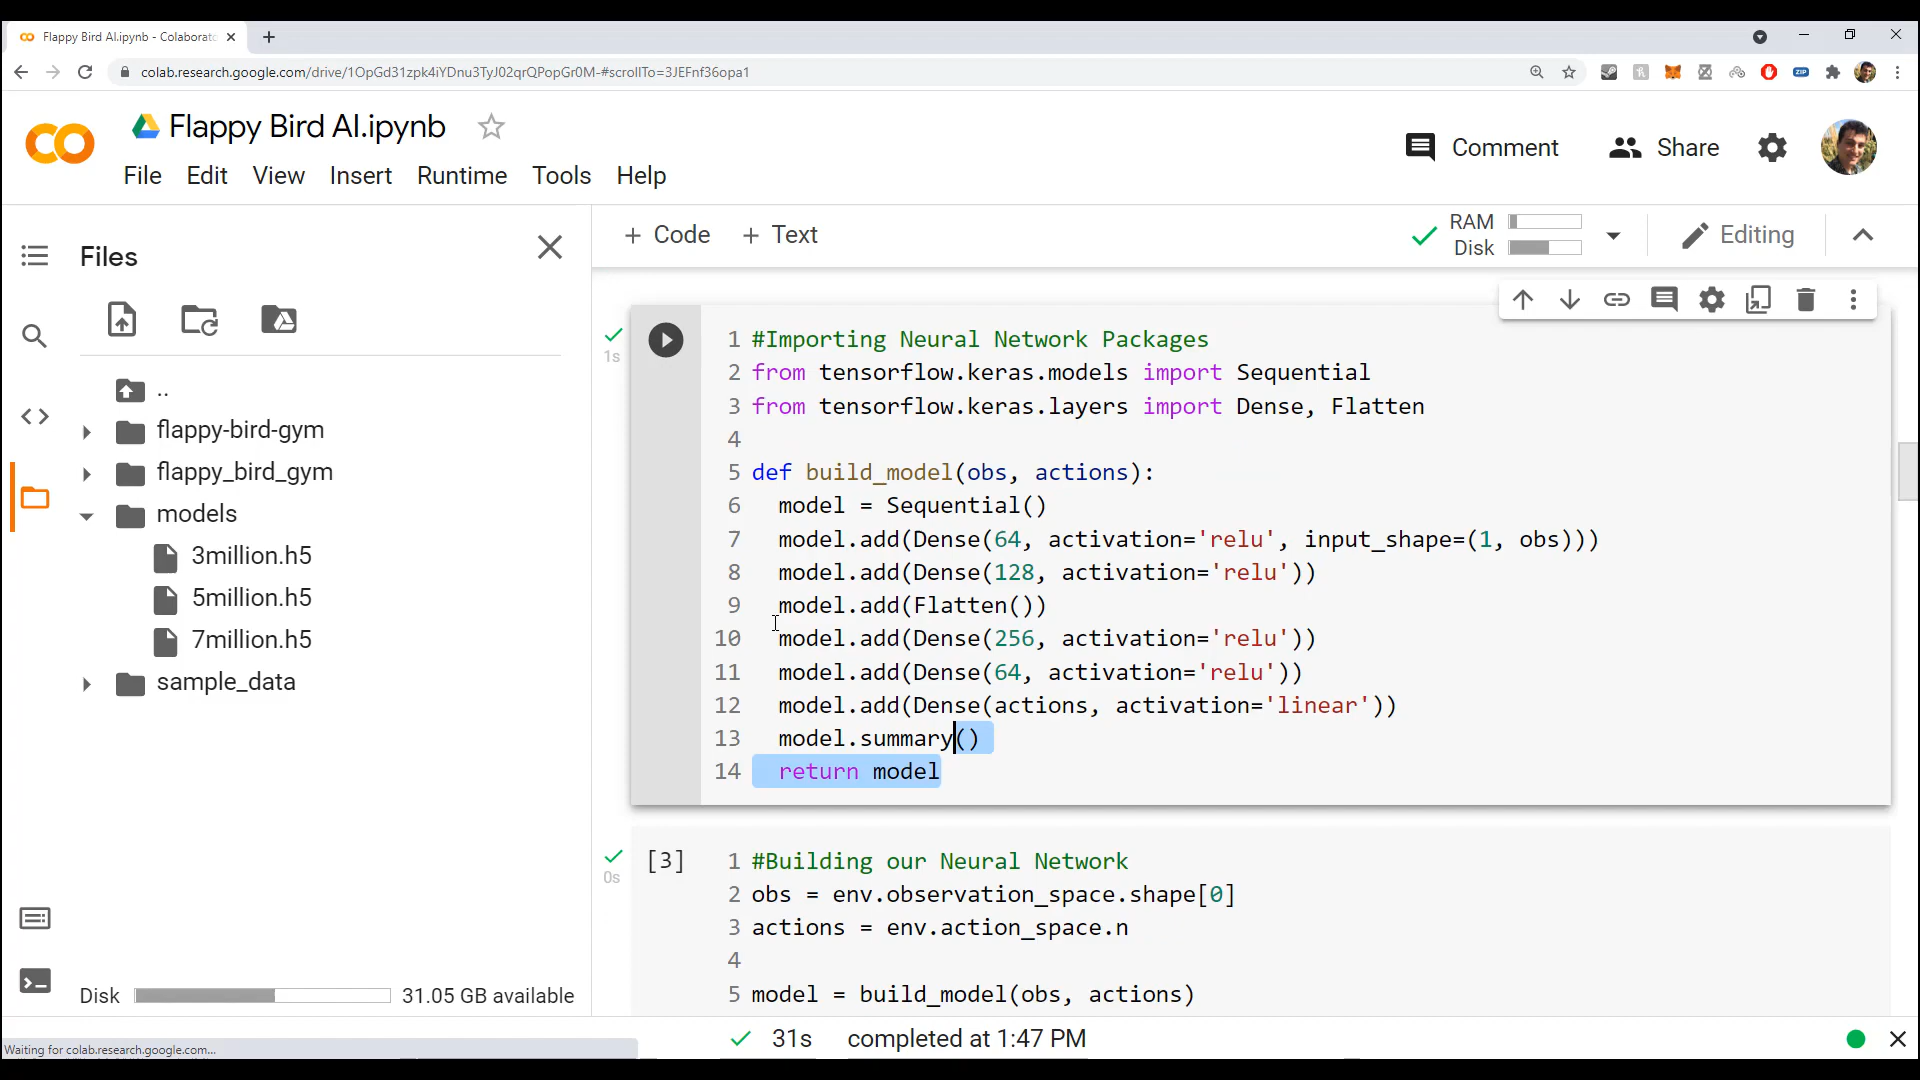 Flappy Bird AI.ipynb - Colaborato
colab.research.google.com/drive/1OpGd31zpk4iYDnu3TyJ02qrQPopGr0M-#scrollTo=3JEFnf36opa1
ZIP
Flappy Bird AI.ipynb
Comment
Share
File Edit View Insert Runtime Tools Help
Files
+ Code + Text
RAM
Disk
Editing
..
flappy-bird-gym
flappy_bird_gym
models
3million.h5
5million.h5
7million.h5
sample_data
Disk 31.05 GB available
1s
1 #Importing Neural Network Packages
2 from tensorflow.keras.models import Sequential
3 from tensorflow.keras.layers import Dense, Flatten
4
5 def build_model(obs, actions):
6 model = Sequential()
7 model.add(Dense(64, activation='relu', input_shape=(1, obs)))
8 model.add(Dense(128, activation='relu'))
9 model.add(Flatten())
10 model.add(Dense(256, activation='relu'))
11 model.add(Dense(64, activation='relu'))
12 model.add(Dense(actions, activation='linear'))
13 model.summary()
14 return model
0s
[3]
1 #Building our Neural Network
2 obs = env.observation_space.shape[0]
3 actions = env.action_space.n
4
5 model = build_model(obs, actions)
31s completed at 1:47 PM
Waiting for colab.research.google.com...